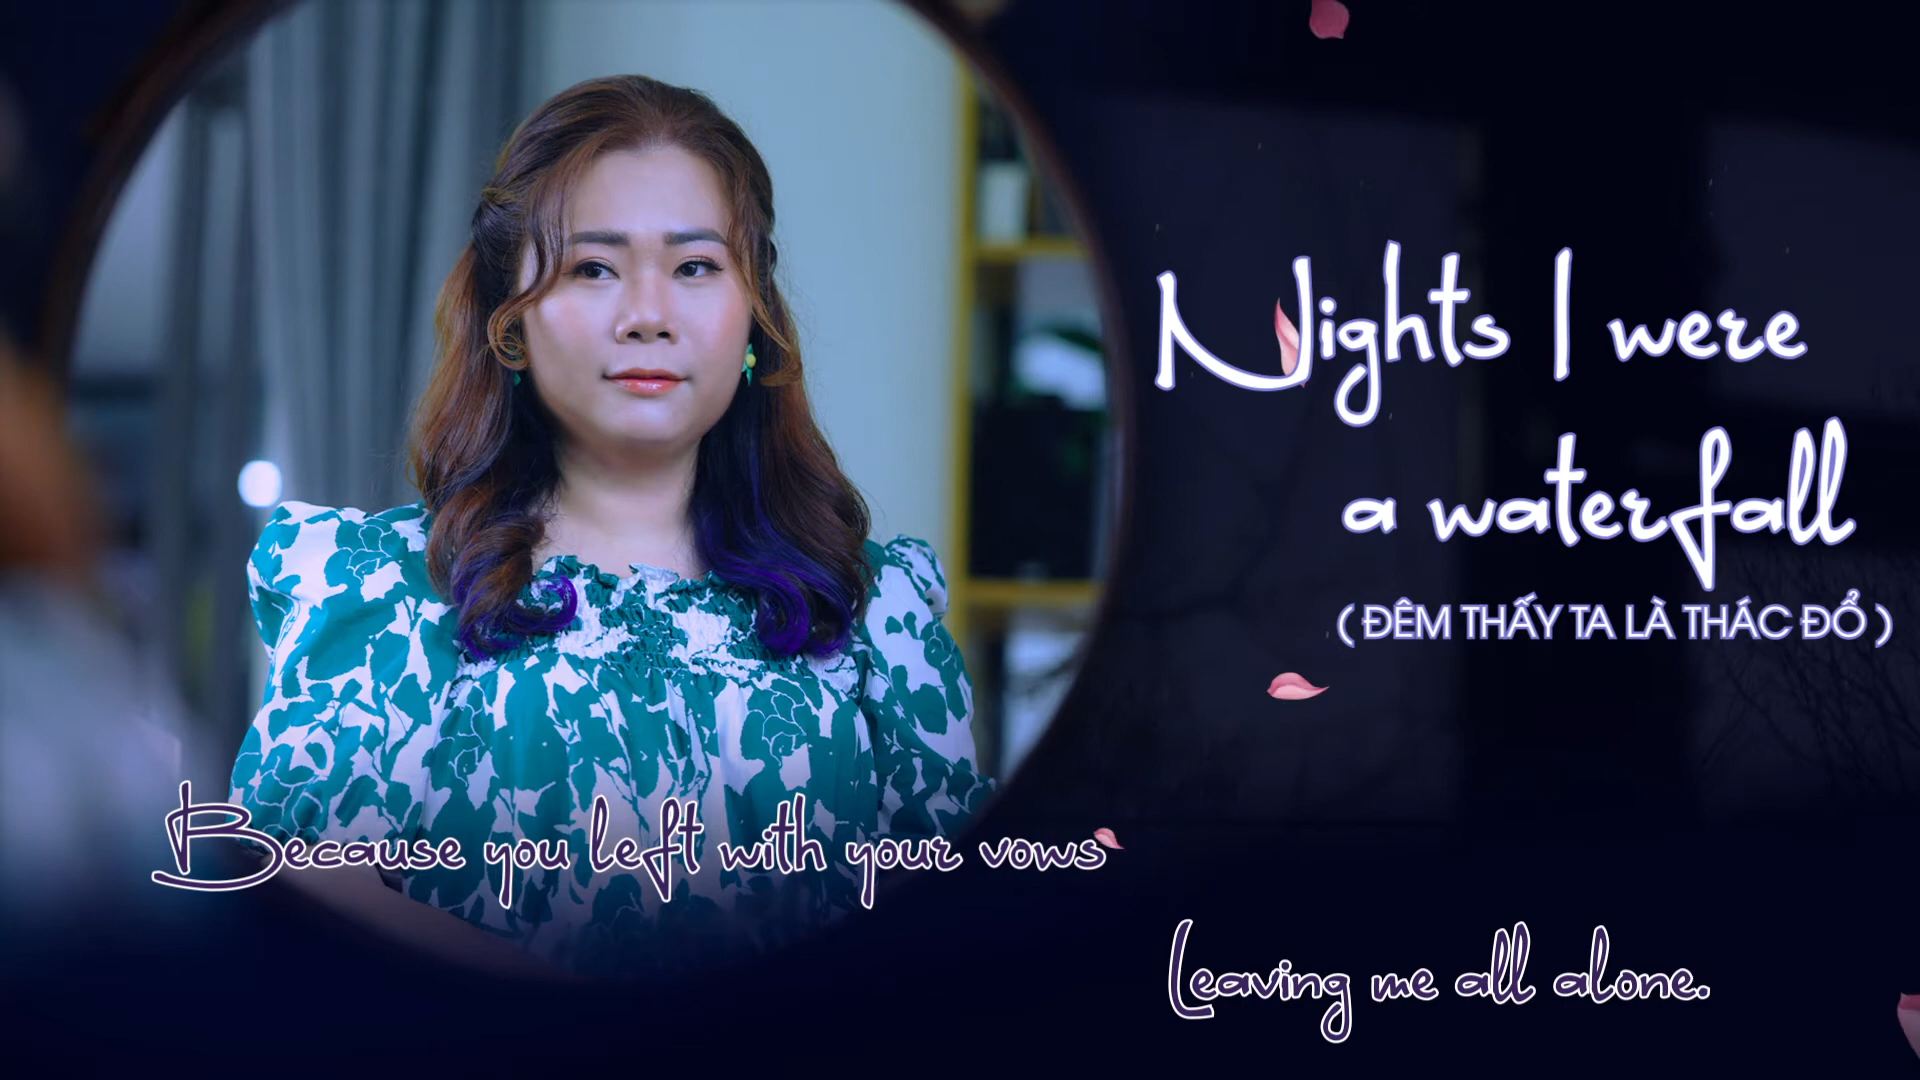 Nights I were
a waterfall
( ĐÊM THẤY TA LÀ THÁC ĐỔ )
Because you left with your vows
Leaving me all alone.